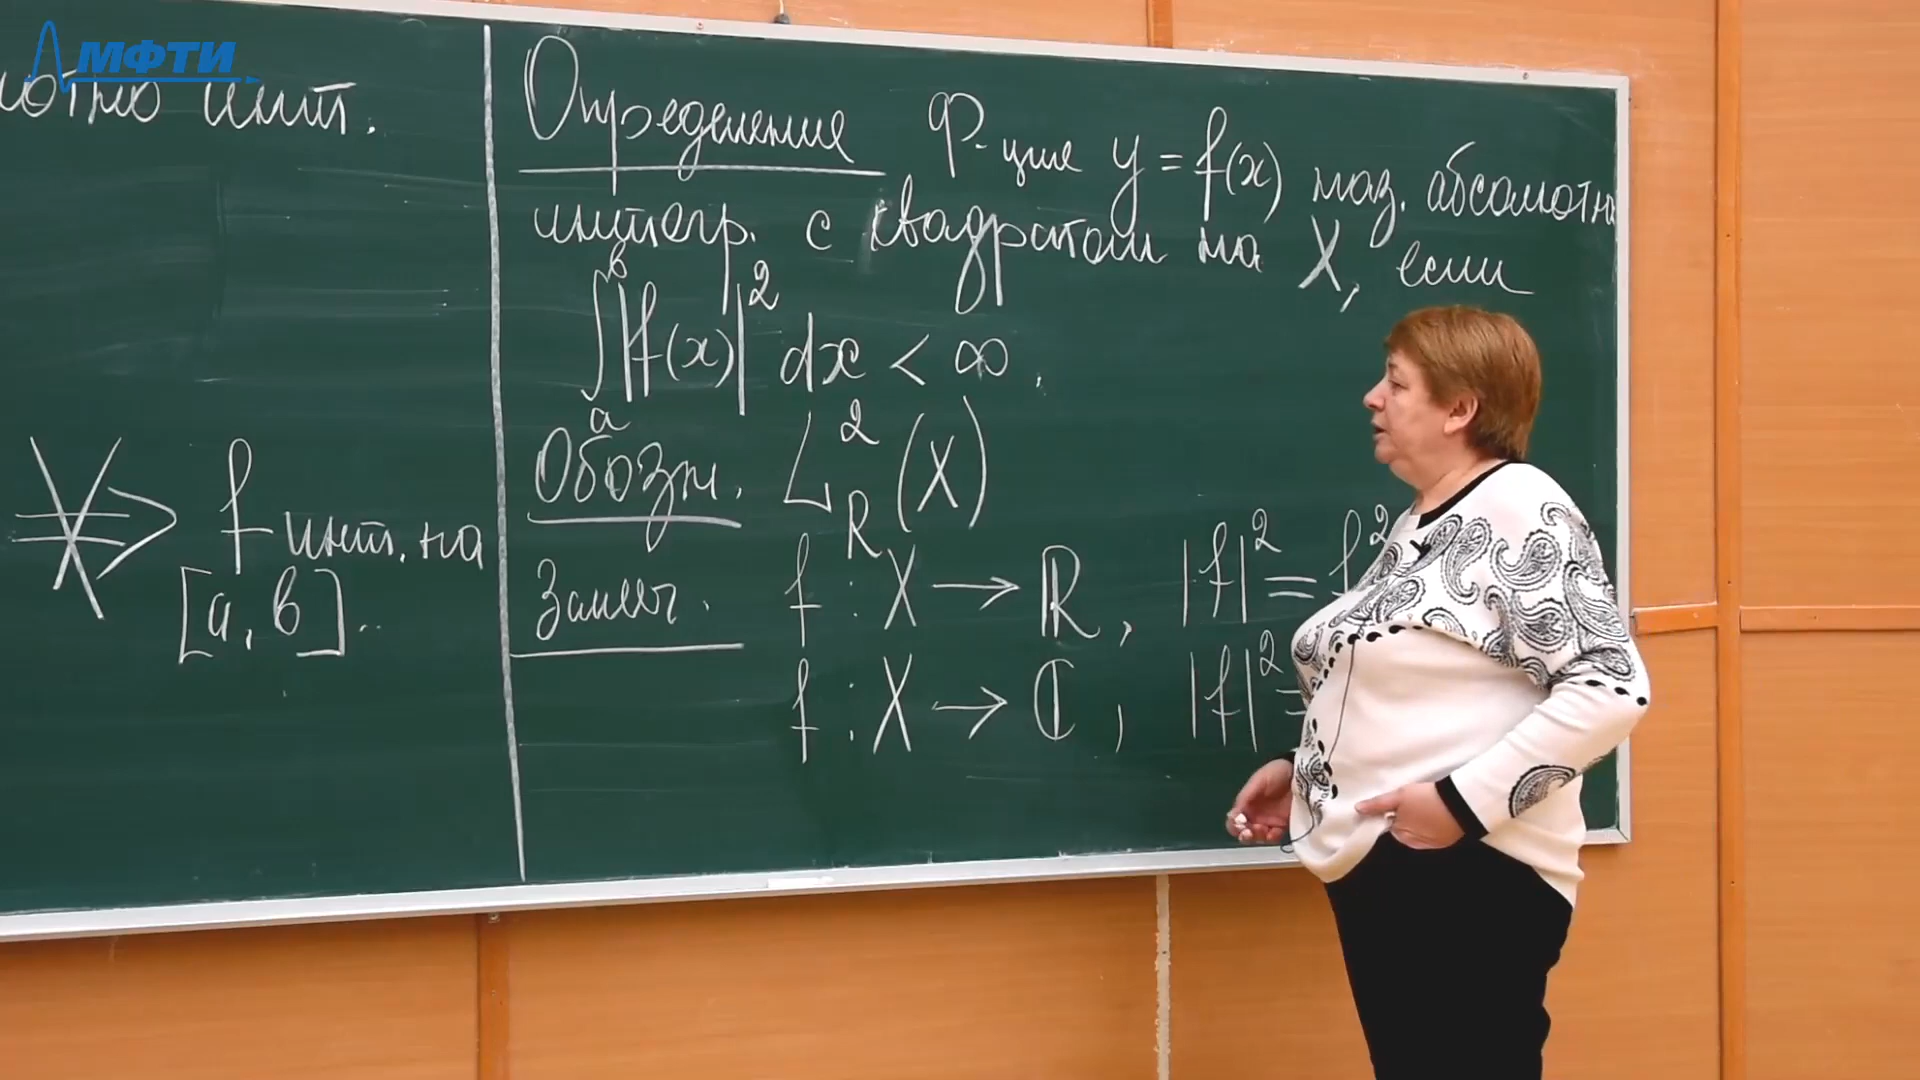 МФТИ
инт.
⇏ f инт. на
[a, b].
Определение Ф-ция y = f(x) наз. абсолютно
интегр. с квадратом на X, если
∫ₐᵇ |f(x)|² dx < ∞.
Обозн. L²_R (X)
Замеч. f : X → ℝ, |f|² = f²
f : X → ℂ, |f|² =